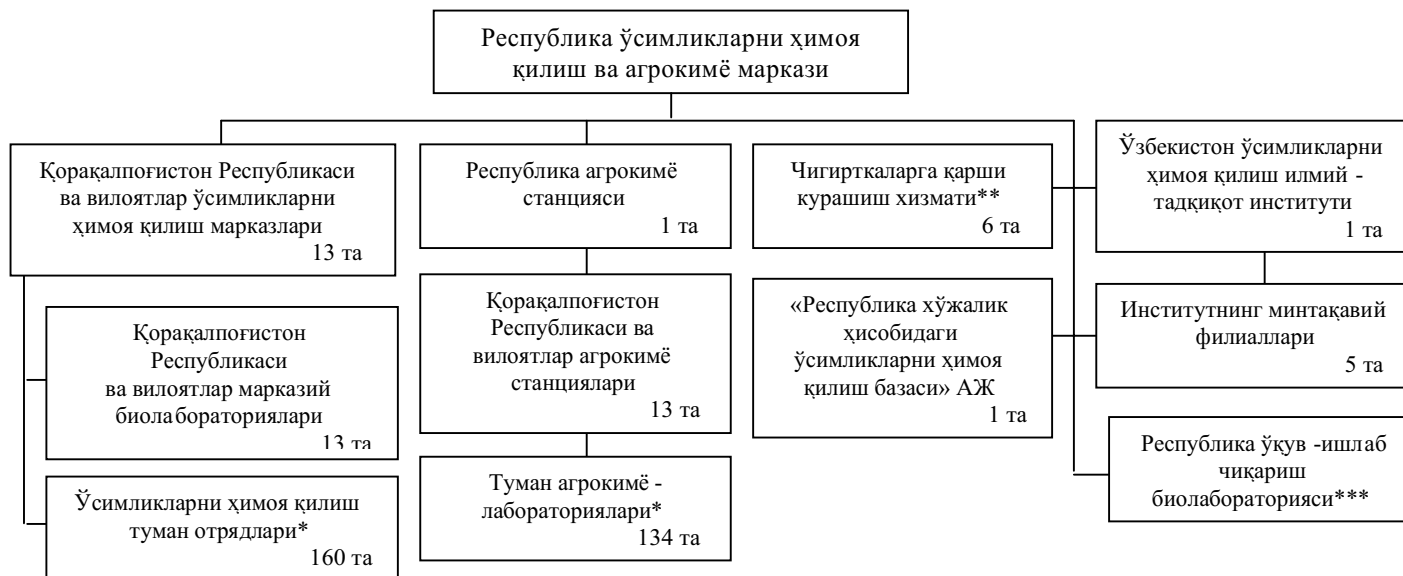 Республика ўсимликларни ҳимоя
қилиш ва агрокимё маркази
Қорақалпоғистон Республикаси
ва вилоятлар ўсимликларни
ҳимоя қилиш марказлари
13 та
Қорақалпоғистон
Республикаси
ва вилоятлар марказий
биолабораториялари
13 та
Ўсимликларни ҳимоя қилиш
туман отрядлари*
160 та
Республика агрокимё
станцияси
1 та
Қорақалпоғистон
Республикаси ва
вилоятлар агрокимё
станциялари
13 та
Туман агрокимё -
лабораториялари*
134 та
Чигирткаларга қарши
курашиш хизмати**
6 та
«Республика хўжалик
ҳисобидаги
ўсимликларни ҳимоя
қилиш базаси» АЖ
1 та
Ўзбекистон ўсимликларни
ҳимоя қилиш илмий -
тадқиқот институти
1 та
Институтнинг минтақавий
филиаллари
5 та
Республика ўқув -ишлаб
чиқариш
биолабораторияси***